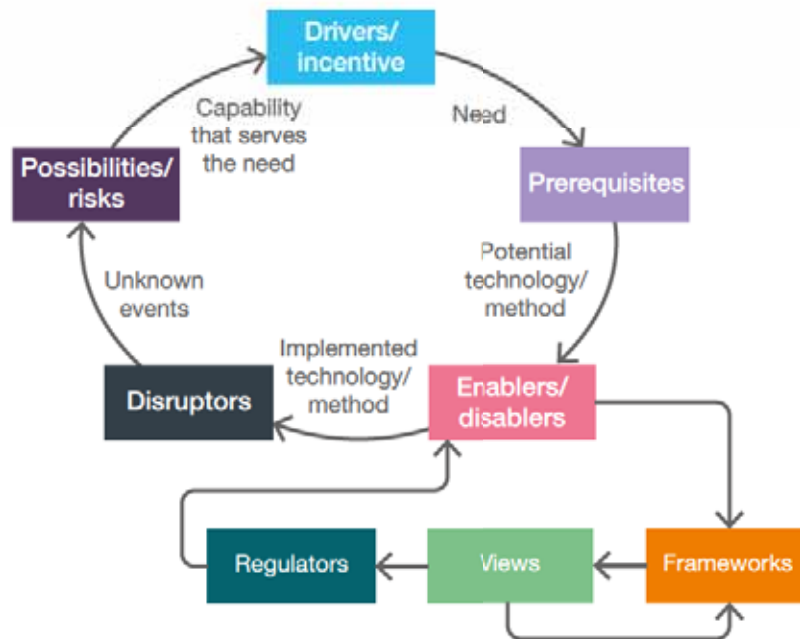 Drivers/
incentive
Need
Capability
that serves
the need
Possibilities/
risks
Prerequisites
Potential
technology/
method
Unknown
events
Implemented
technology/
method
Disruptors
Enablers/
disablers
Regulators
Views
Frameworks